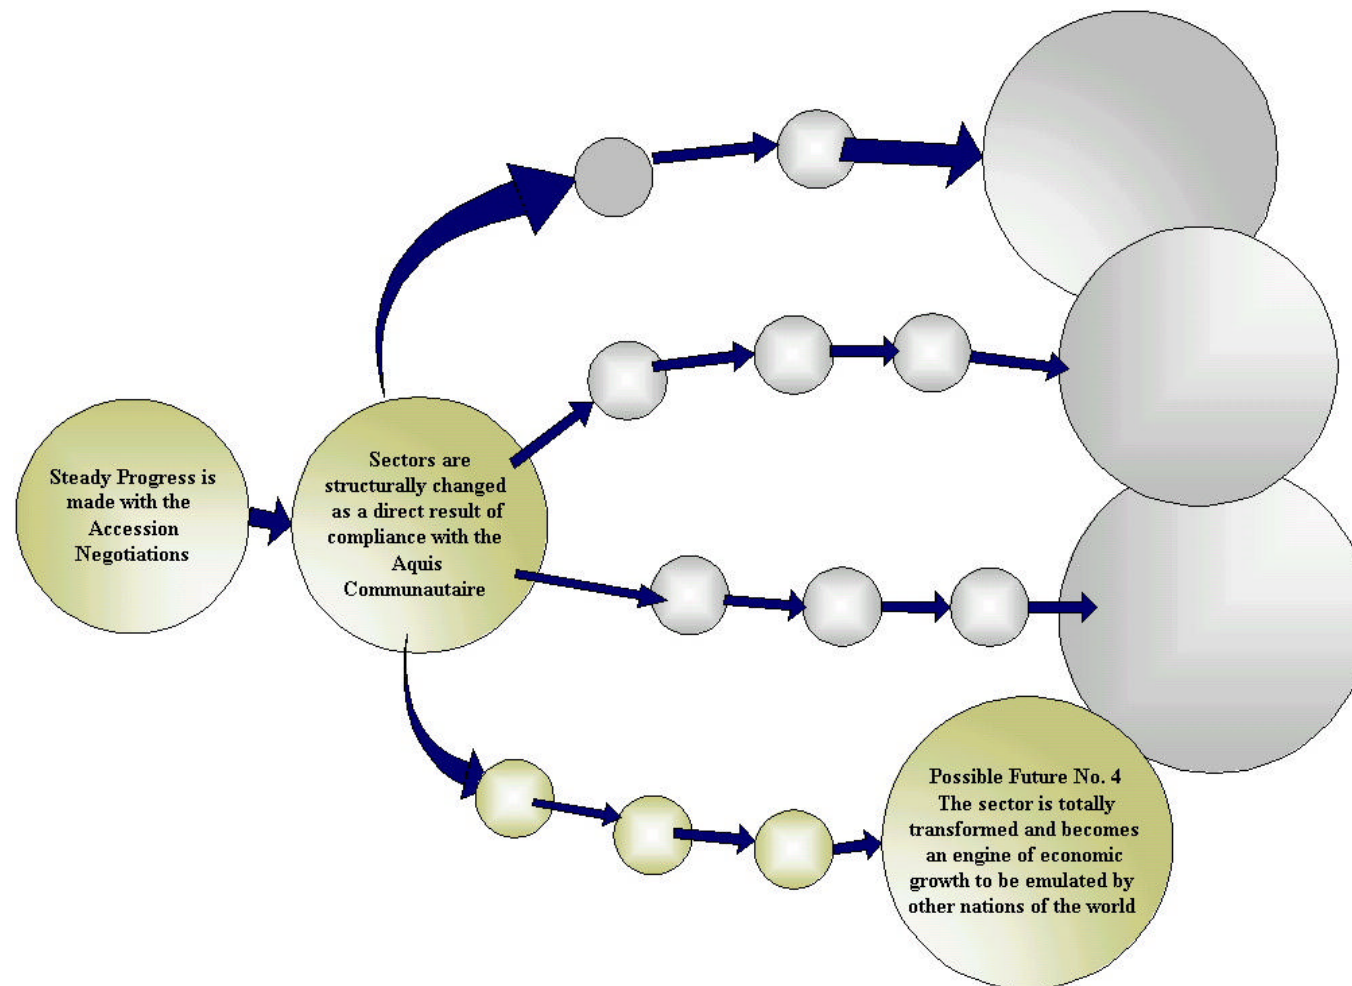 Steady Progress is
made with the
Accession
Negotiations
Sectors are
structurally changed
as a direct result of
compliance with the
Aquis
Communautaire
Possible Future No. 4
The sector is totally
transformed and becomes
an engine of economic
growth to be emulated by
other nations of the world